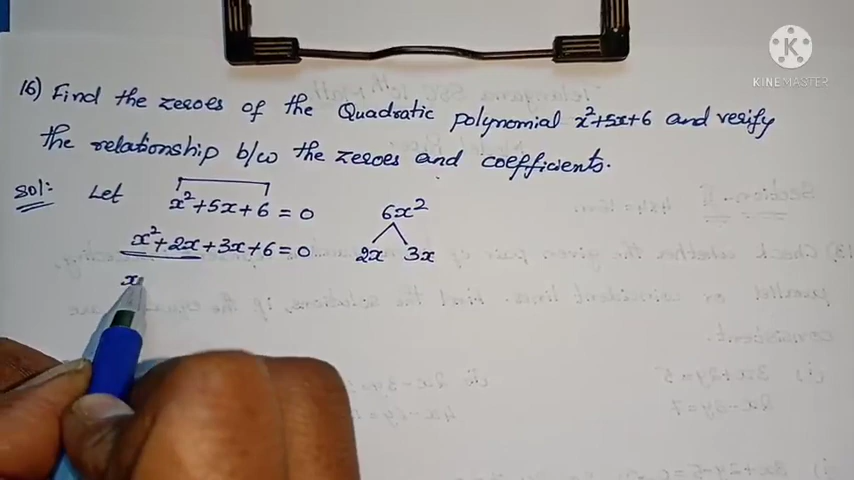 KINEMASTER
16) Find the zeroes of the Quadratic polynomial x²+5x+6 and verify
the relationship b/w the zeroes and coefficients.
Sol:- Let x²+5x+6 = 0
6x²
x²+2x+3x+6 = 0
2x 3x
x